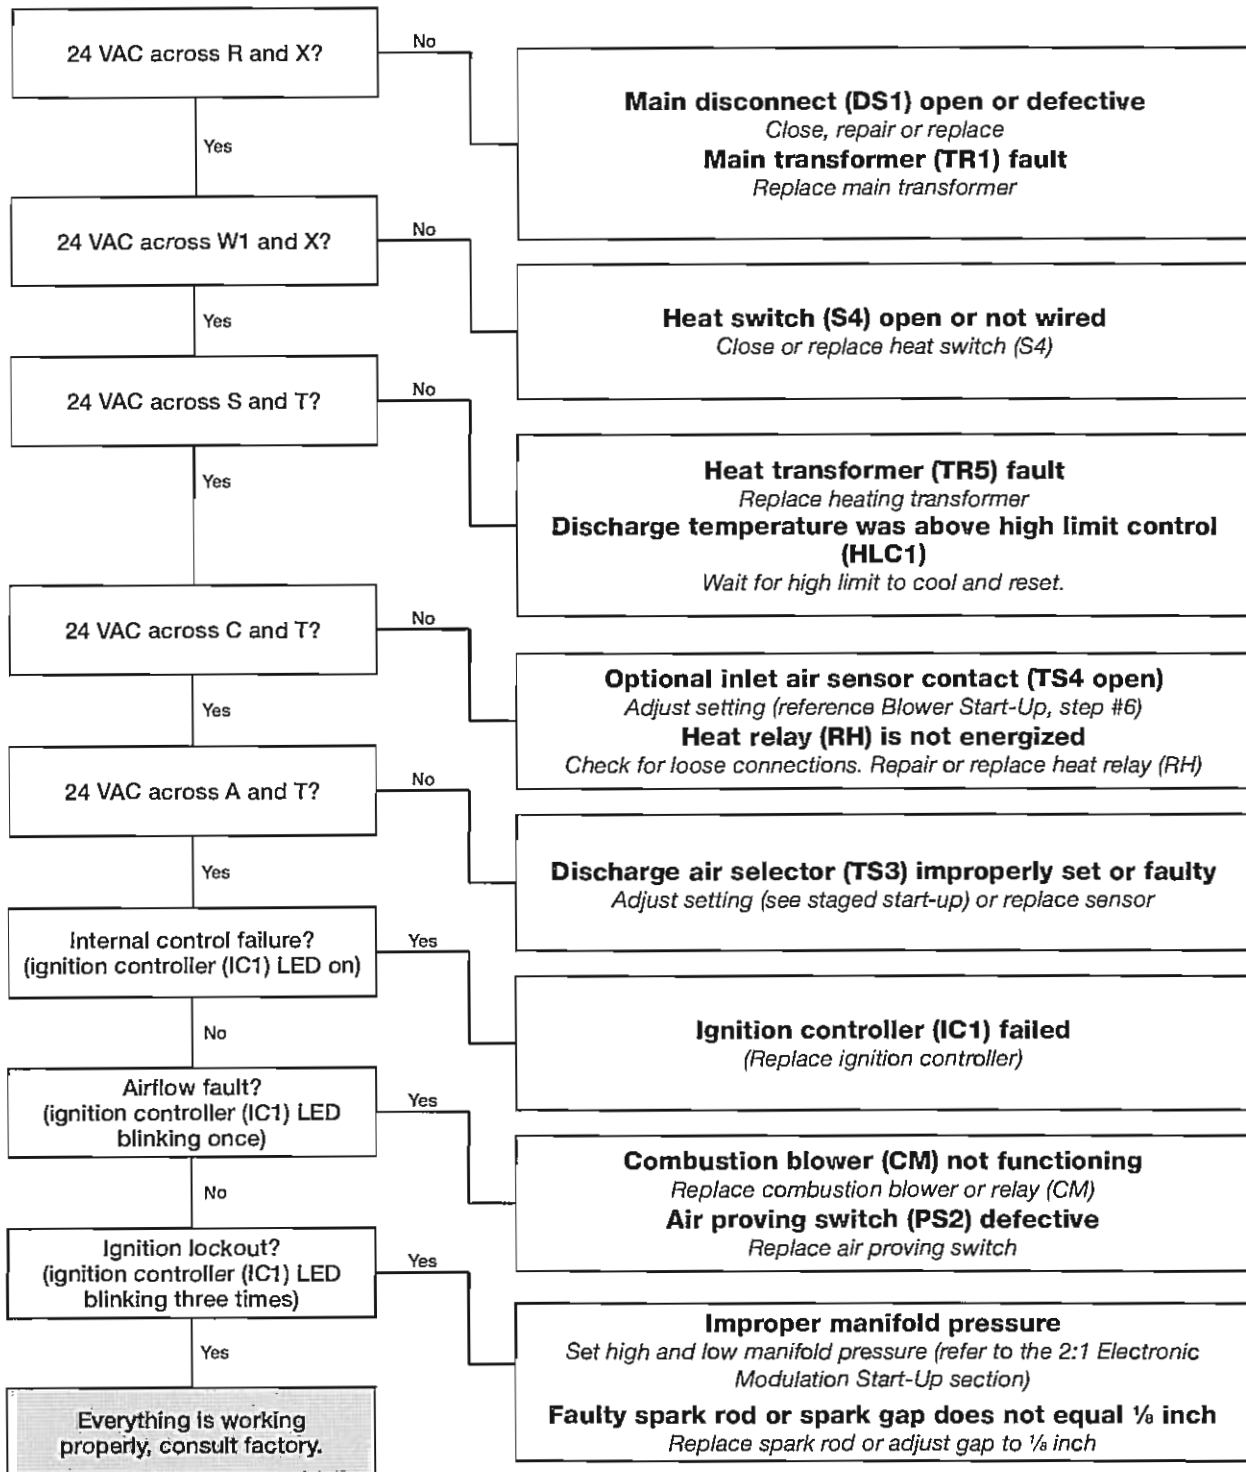 24 VAC across R and X?
No
Main disconnect (DS1) open or defective
Close, repair or replace
Main transformer (TR1) fault
Replace main transformer
Yes
24 VAC across W1 and X?
No
Heat switch (S4) open or not wired
Close or replace heat switch (S4)
Yes
24 VAC across S and T?
No
Heat transformer (TR5) fault
Replace heating transformer
Discharge temperature was above high limit control
(HLC1)
Wait for high limit to cool and reset.
Yes
24 VAC across C and T?
No
Optional inlet air sensor contact (TS4 open)
Adjust setting (reference Blower Start-Up, step #6)
Heat relay (RH) is not energized
Check for loose connections. Repair or replace heat relay (RH)
Yes
24 VAC across A and T?
No
Discharge air selector (TS3) improperly set or faulty
Adjust setting (see staged start-up) or replace sensor
Yes
Internal control failure?
(ignition controller (IC1) LED on)
Yes
Ignition controller (IC1) failed
(Replace ignition controller)
No
Airflow fault?
(ignition controller (IC1) LED
blinking once)
Yes
Combustion blower (CM) not functioning
Replace combustion blower or relay (CM)
Air proving switch (PS2) defective
Replace air proving switch
No
Ignition lockout?
(ignition controller (IC1) LED
blinking three times)
Yes
Improper manifold pressure
Set high and low manifold pressure (refer to the 2:1 Electronic
Modulation Start-Up section)
Faulty spark rod or spark gap does not equal ⅛ inch
Replace spark rod or adjust gap to ⅛ inch
Yes
Everything is working
properly, consult factory.